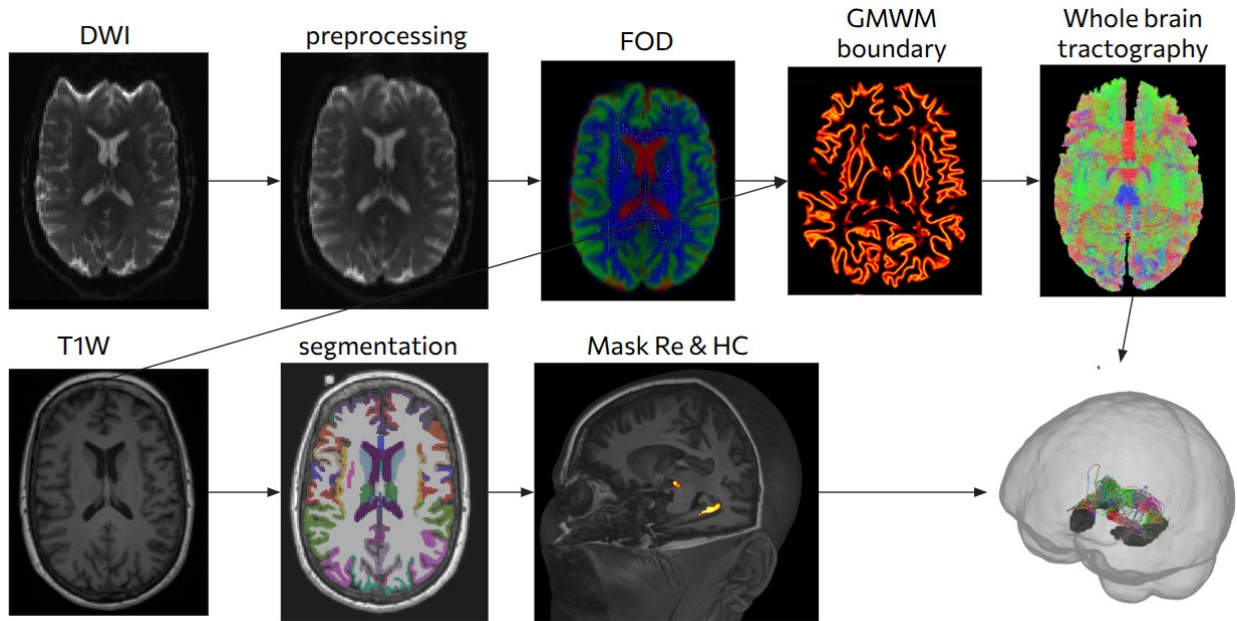 DWI
preprocessing
FOD
GMWM
boundary
Whole brain
tractography
T1W
segmentation
Mask Re & HC